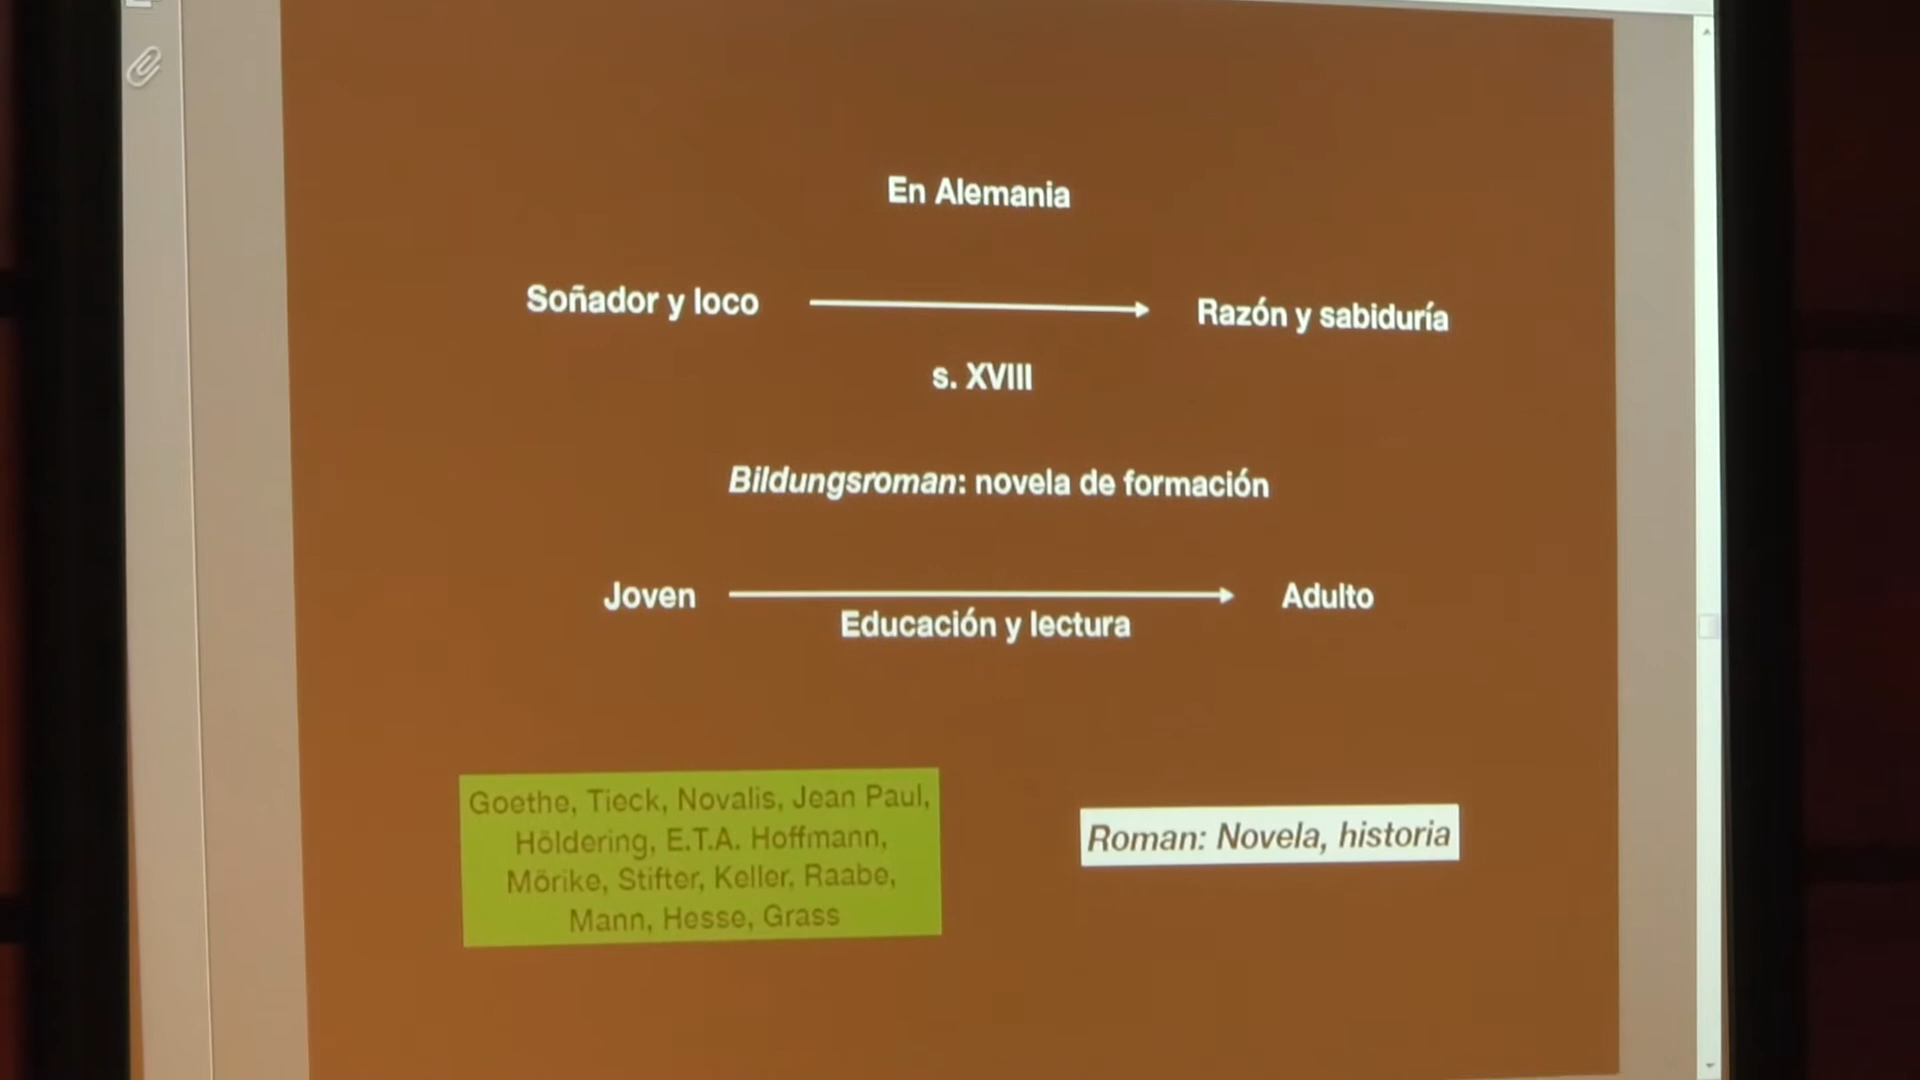 En Alemania
Soñador y loco
Razón y sabiduría
s. XVIII
Bildungsroman: novela de formación
Joven
Adulto
Educación y lectura
Goethe, Tieck, Novalis, Jean Paul,
Höldering, E.T.A. Hoffmann,
Mörike, Stifter, Keller, Raabe,
Mann, Hesse, Grass
Roman: Novela, historia